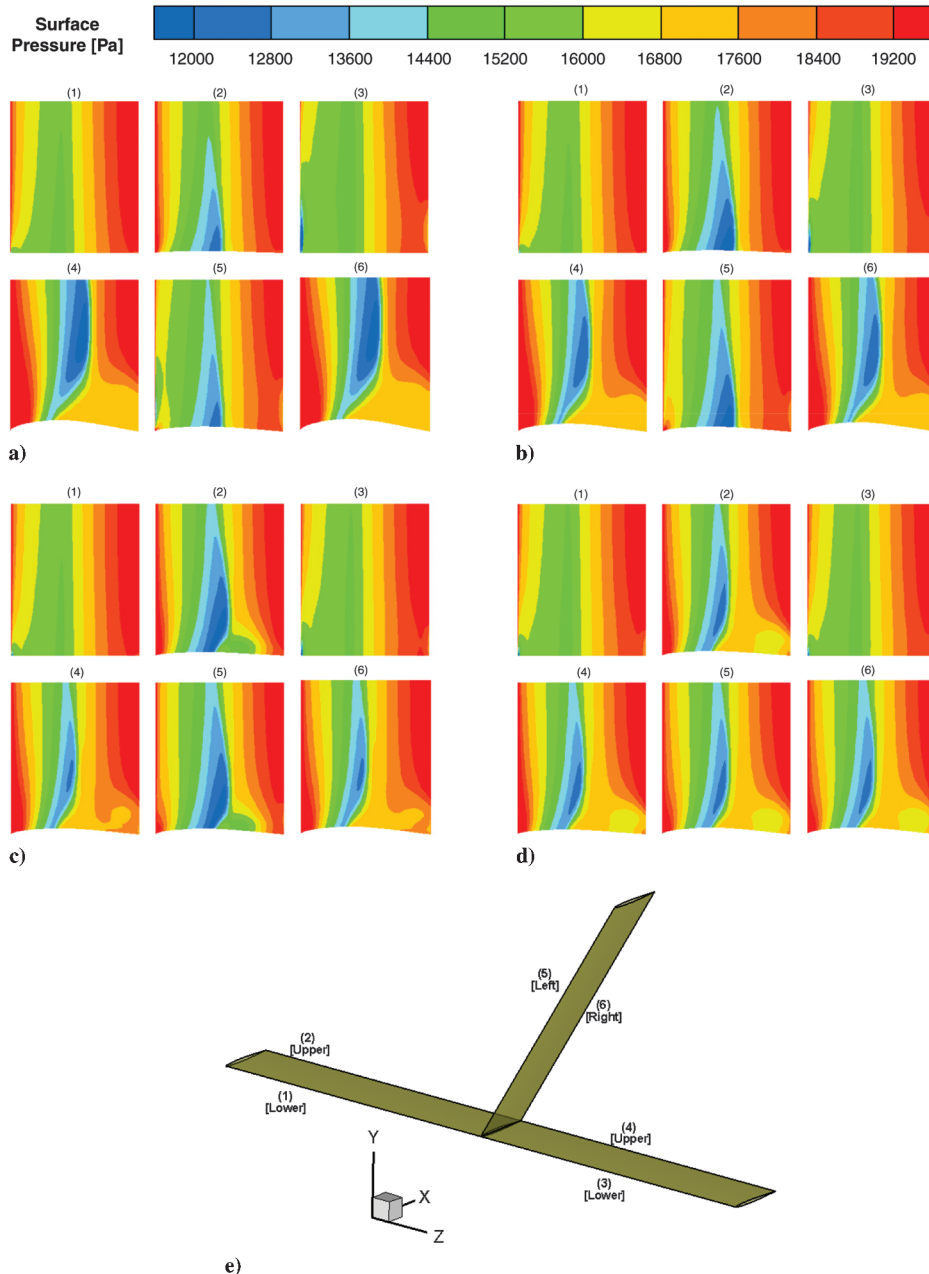 Surface
Pressure [Pa]
12000 12800 13600 14400 15200 16000 16800 17600 18400 19200
(1) (2) (3) (1) (2) (3)
(4) (5) (6) (4) (5) (6)
a) b)
(1) (2) (3) (1) (2) (3)
(4) (5) (6) (4) (5) (6)
c) d)
(5)
[Left]
(6)
[Right]
(2)
[Upper]
(1)
[Lower]
(4)
[Upper]
(3)
[Lower]
Y
X
Z
e)